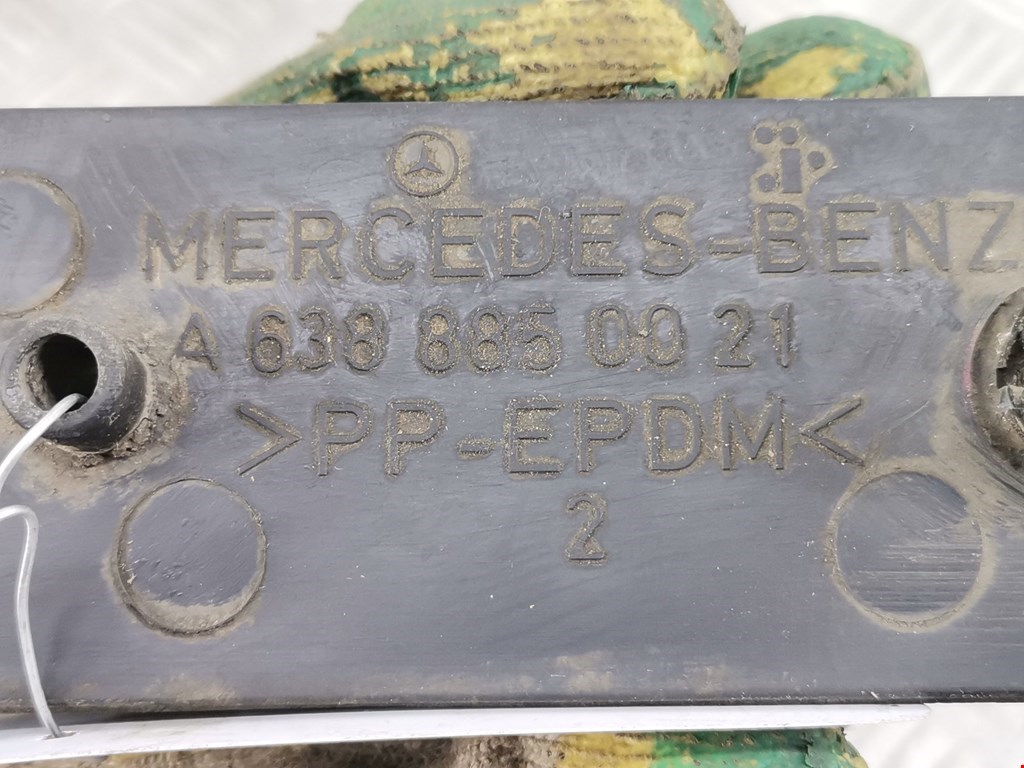 MERCEDES-BENZ
A 638 885 00 21
>PP-EPDM<
2